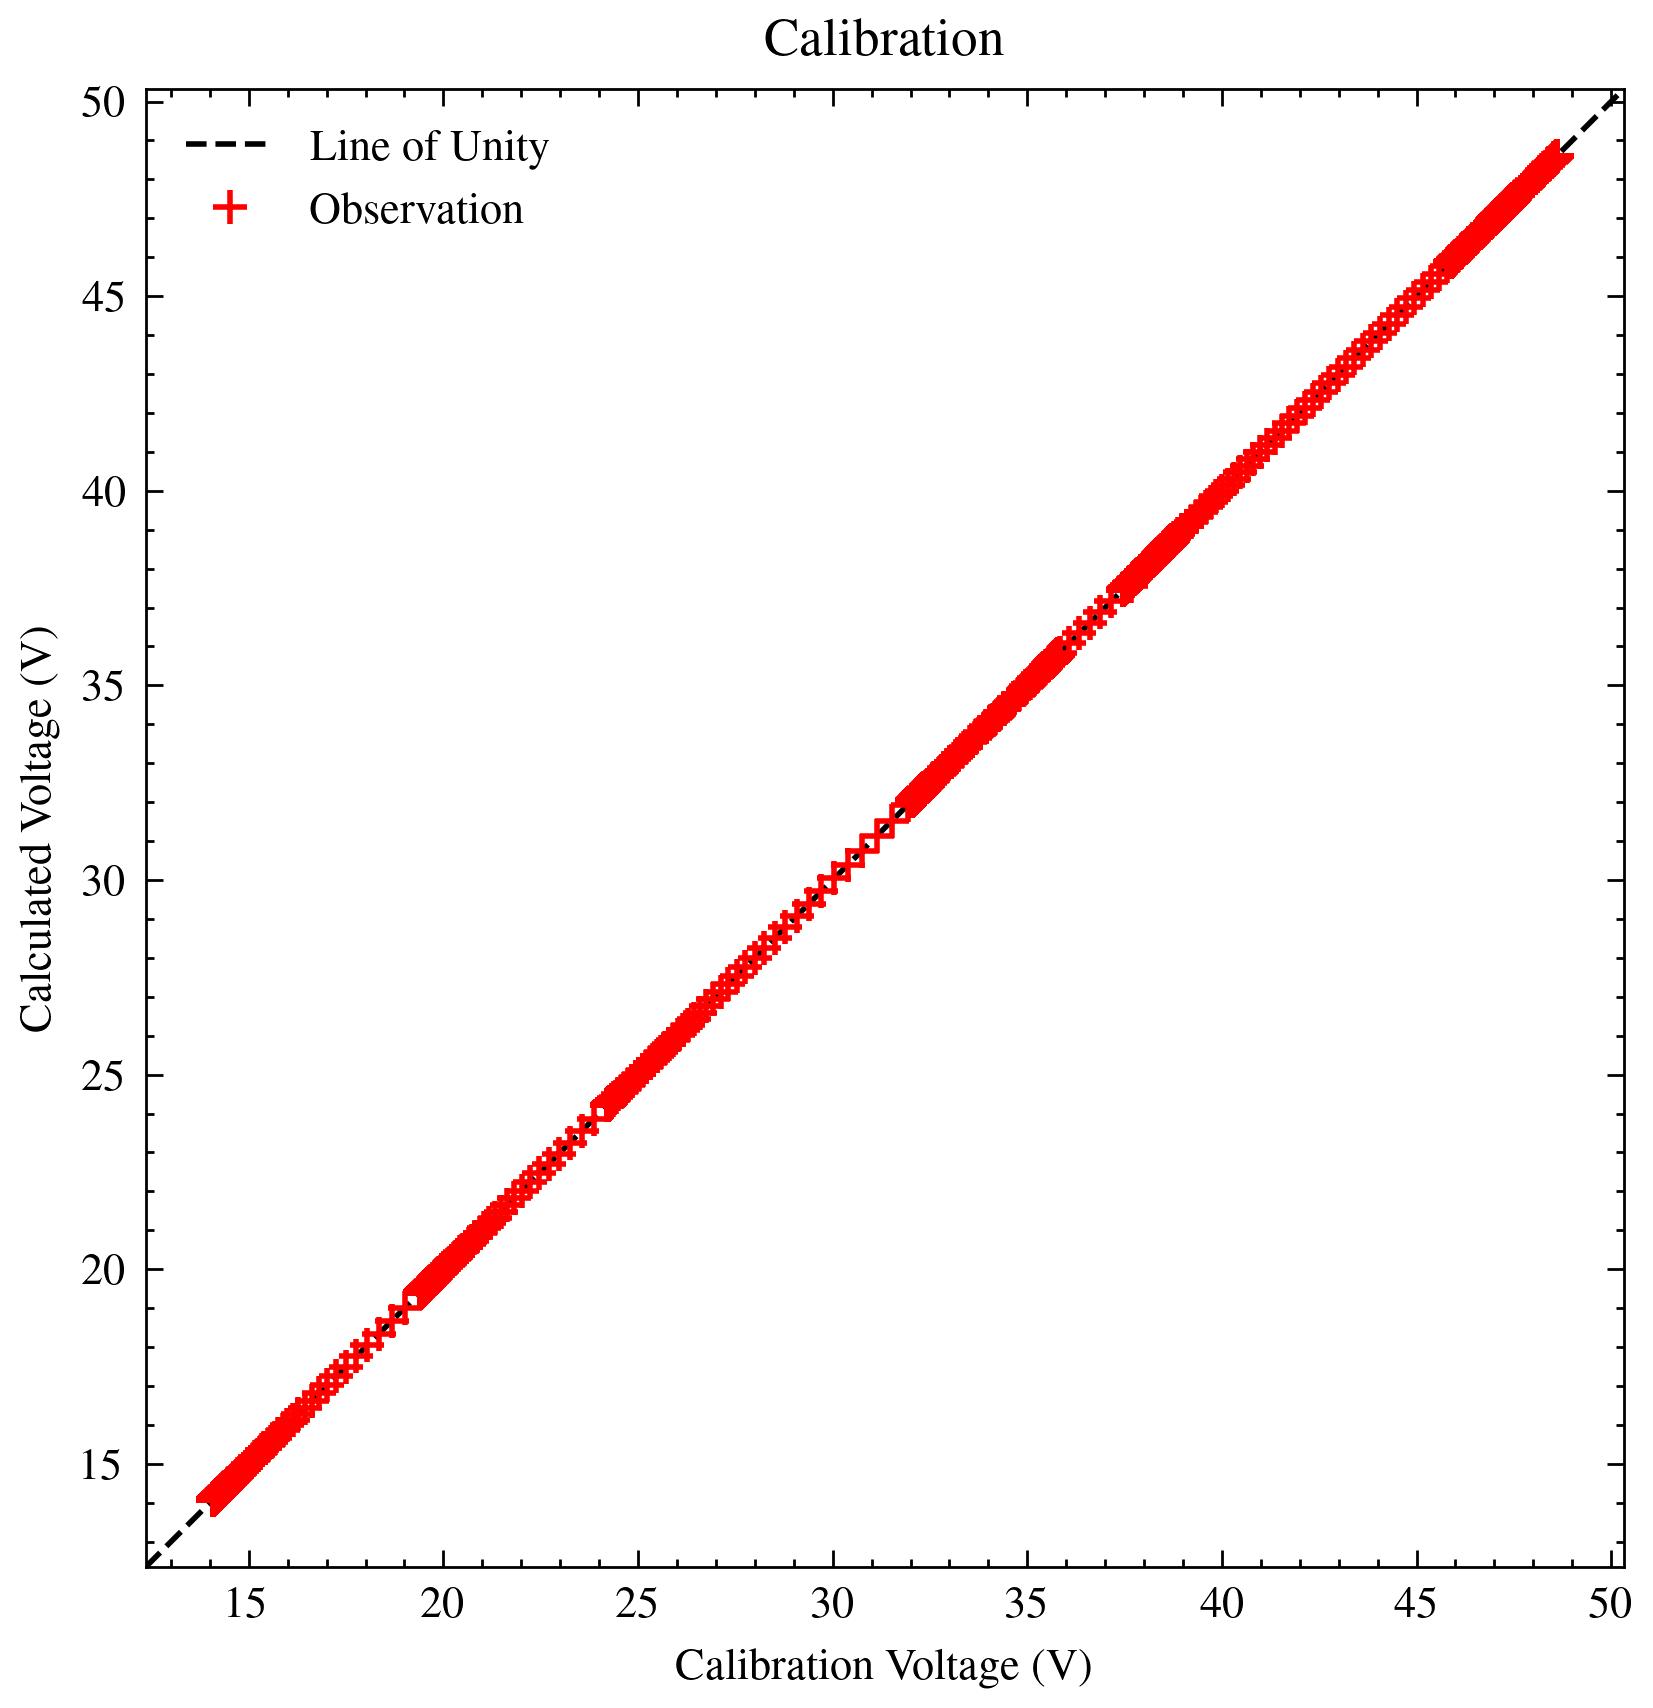 Calibration
Line of Unity
Observation
50
45
40
35
30
25
20
15
Calculated Voltage (V)
15 20 25 30 35 40 45 50
Calibration Voltage (V)